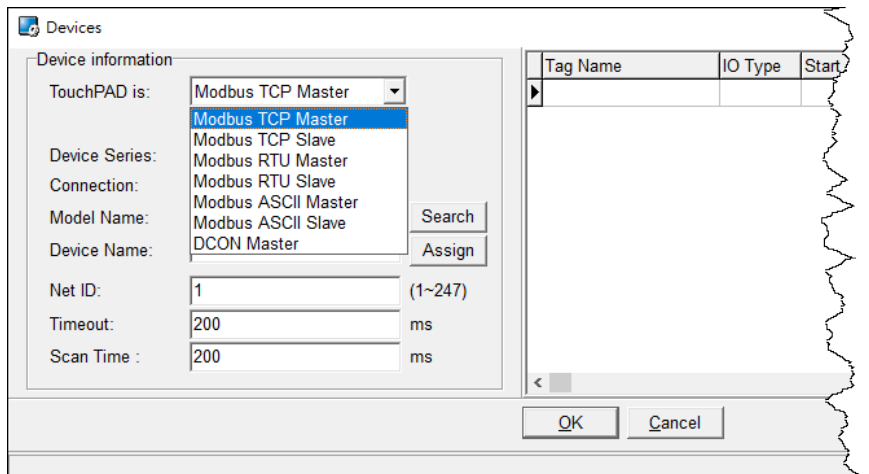 Devices
Device information
TouchPAD is: Modbus TCP Master
Modbus TCP Master
Modbus TCP Slave
Modbus RTU Master
Modbus RTU Slave
Modbus ASCII Master
Modbus ASCII Slave
DCON Master
Device Series:
Connection:
Model Name: Search
Device Name: Assign
Net ID: 1 (1~247)
Timeout: 200 ms
Scan Time : 200 ms
Tag Name IO Type Start
OK Cancel